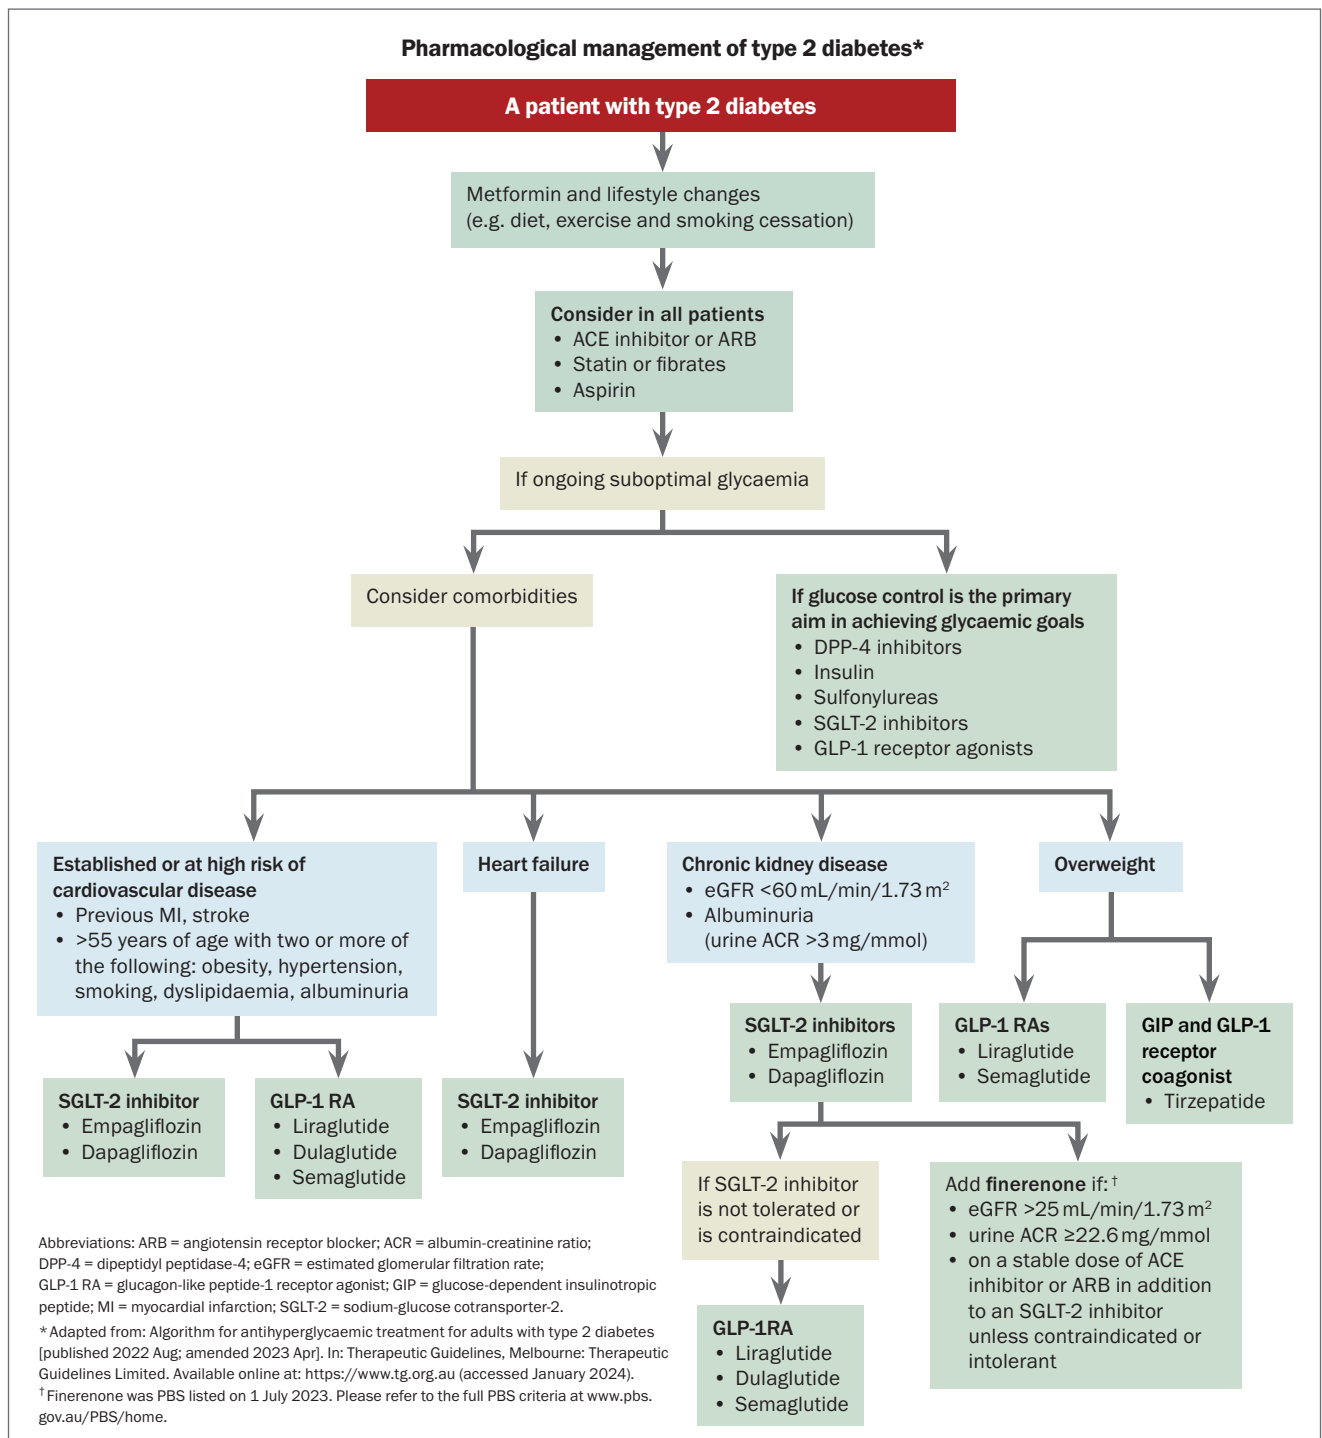 Pharmacological management of type 2 diabetes*
A patient with type 2 diabetes
Metformin and lifestyle changes
(e.g. diet, exercise and smoking cessation)
Consider in all patients
• ACE inhibitor or ARB
• Statin or fibrates
• Aspirin
If ongoing suboptimal glycaemia
Consider comorbidities
If glucose control is the primary
aim in achieving glycaemic goals
• DPP-4 inhibitors
• Insulin
• Sulfonylureas
• SGLT-2 inhibitors
• GLP-1 receptor agonists
Established or at high risk of
cardiovascular disease
• Previous MI, stroke
• >55 years of age with two or more of
the following: obesity, hypertension,
smoking, dyslipidaemia, albuminuria
Heart failure
Chronic kidney disease
• eGFR <60 mL/min/1.73 m²
• Albuminuria
(urine ACR >3 mg/mmol)
Overweight
SGLT-2 inhibitor
• Empagliflozin
• Dapagliflozin
GLP-1 RA
• Liraglutide
• Dulaglutide
• Semaglutide
SGLT-2 inhibitor
• Empagliflozin
• Dapagliflozin
SGLT-2 inhibitors
• Empagliflozin
• Dapagliflozin
GLP-1 RAs
• Liraglutide
• Semaglutide
GIP and GLP-1
receptor
coagonist
• Tirzepatide
If SGLT-2 inhibitor
is not tolerated or
is contraindicated
Add finerenone if:†
• eGFR >25 mL/min/1.73 m²
• urine ACR ≥22.6 mg/mmol
• on a stable dose of ACE
inhibitor or ARB in addition
to an SGLT-2 inhibitor
unless contraindicated or
intolerant
GLP-1RA
• Liraglutide
• Dulaglutide
• Semaglutide
Abbreviations: ARB = angiotensin receptor blocker; ACR = albumin-creatinine ratio;
DPP-4 = dipeptidyl peptidase-4; eGFR = estimated glomerular filtration rate;
GLP-1 RA = glucagon-like peptide-1 receptor agonist; GIP = glucose-dependent insulinotropic
peptide; MI = myocardial infarction; SGLT-2 = sodium-glucose cotransporter-2.
* Adapted from: Algorithm for antihyperglycaemic treatment for adults with type 2 diabetes
[published 2022 Aug; amended 2023 Apr]. In: Therapeutic Guidelines, Melbourne: Therapeutic
Guidelines Limited. Available online at: https://www.tg.org.au (accessed January 2024).
† Finerenone was PBS listed on 1 July 2023. Please refer to the full PBS criteria at www.pbs.
gov.au/PBS/home.